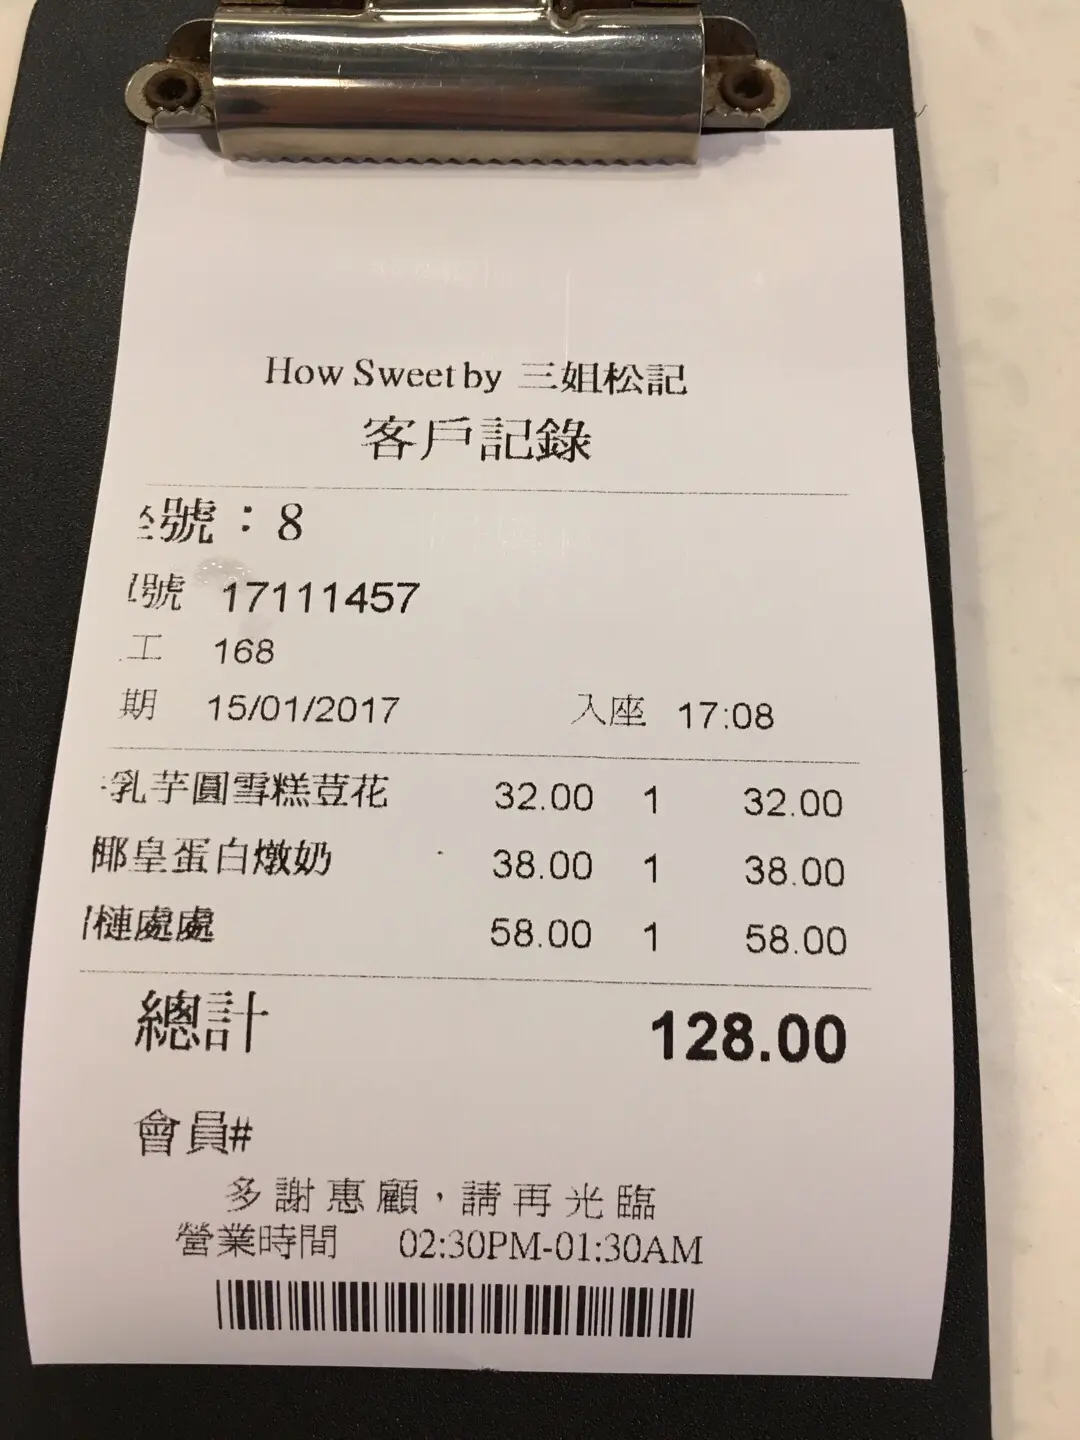 How Sweet by 三姐松記
客戶記錄
號：8
號 17111457
工 168
期 15/01/2017 入座 17:08
乳芋圓雪糕荳花 32.00 1 32.00
椰皇蛋白燉奶 38.00 1 38.00
槤處處 58.00 1 58.00
總計 128.00
會員#
多謝惠顧，請再光臨
營業時間 02:30PM-01:30AM